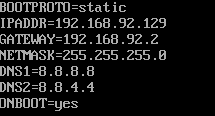 BOOTPROTO=static
IPADDR=192.168.92.129
GATEWAY=192.168.92.2
NETMASK=255.255.255.0
DNS1=8.8.8.8
DNS2=8.8.4.4
ONBOOT=yes